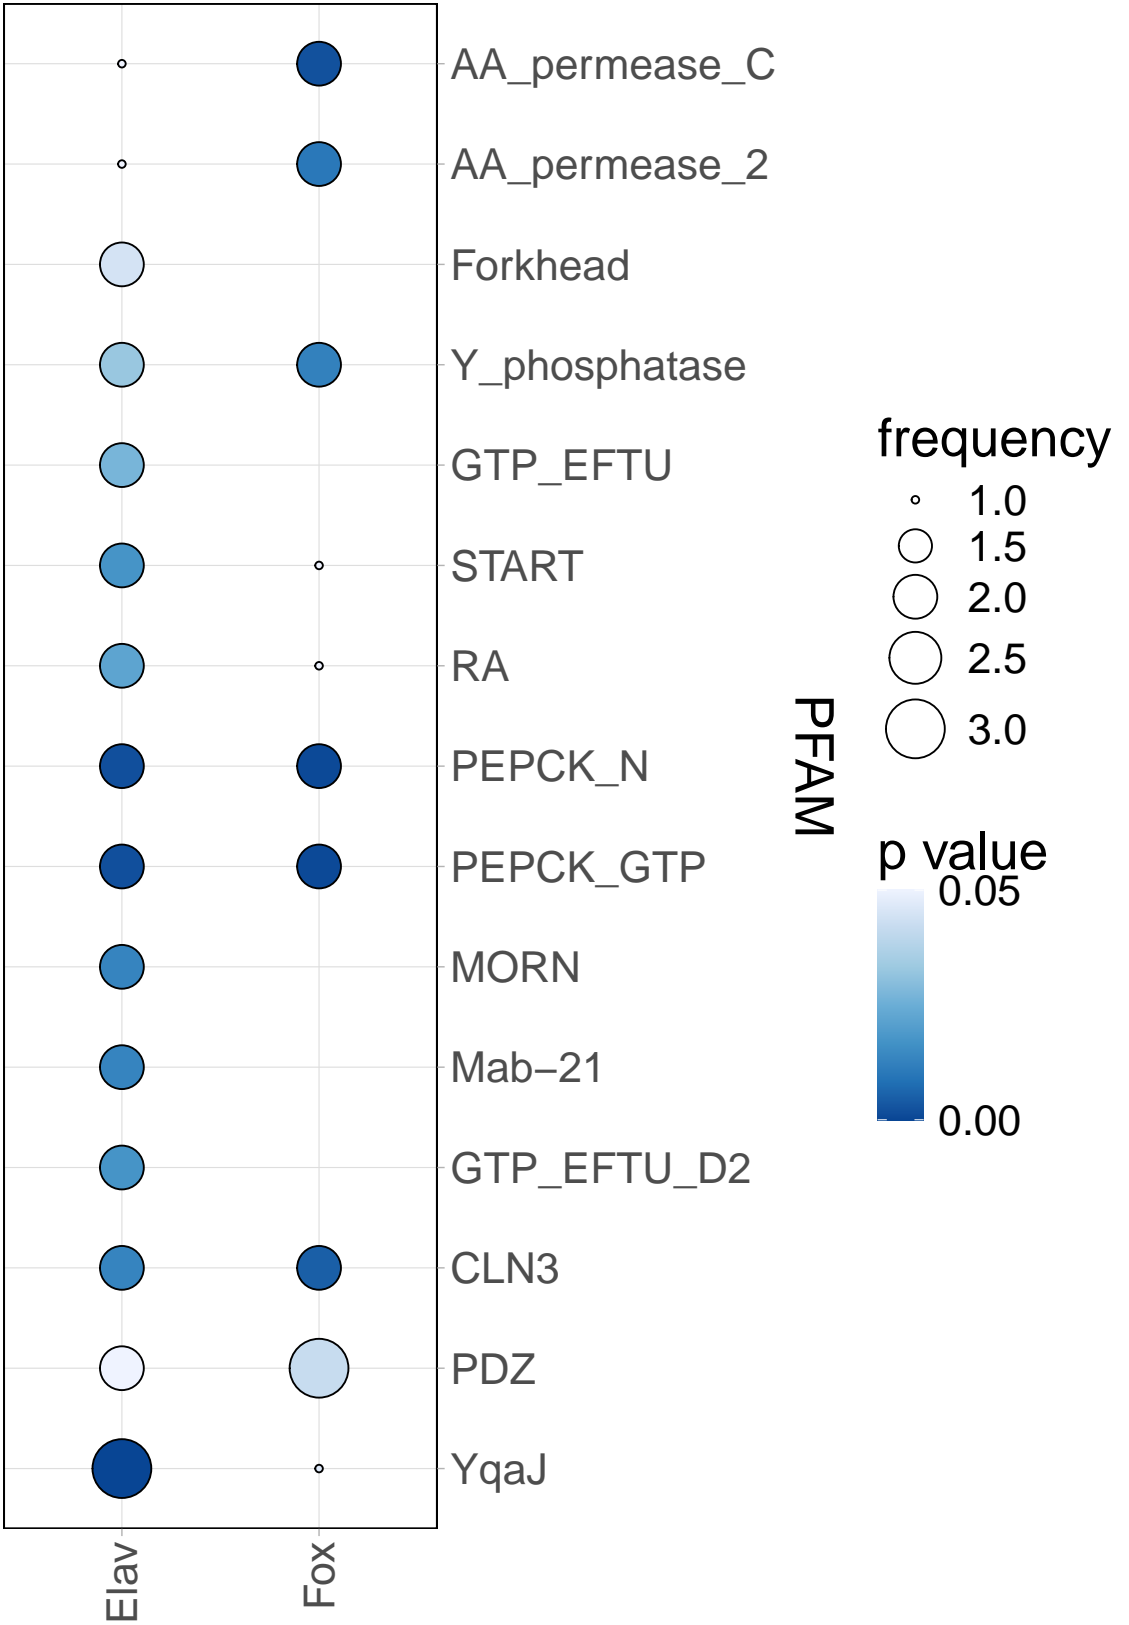 AA_permease_C
AA_permease_2
Forkhead
Y_phosphatase
GTP_EFTU
START
RA
PEPCK_N
PEPCK_GTP
MORN
Mab−21
GTP_EFTU_D2
CLN3
PDZ
YqaJ
Elav
Fox
PFAM
frequency
1.0
1.5
2.0
2.5
3.0
p value
0.05
0.00